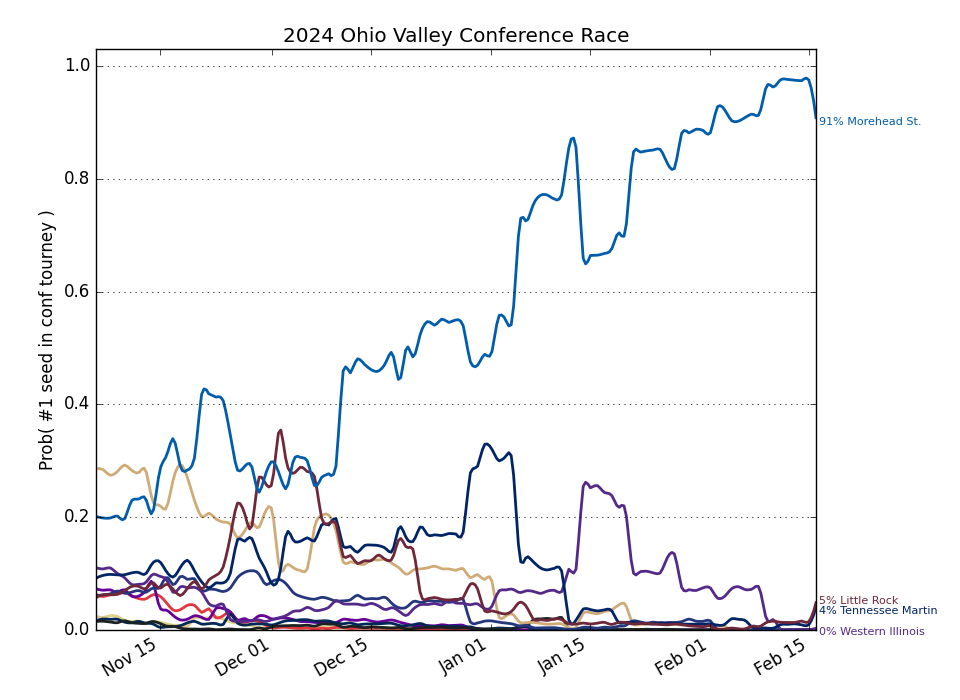 2024 Ohio Valley Conference Race
Prob( #1 seed in conf tourney )
1.0
0.8
0.6
0.4
0.2
0.0
91% Morehead St.
5% Little Rock
4% Tennessee Martin
0% Western Illinois
Nov 15
Dec 01
Dec 15
Jan 01
Jan 15
Feb 01
Feb 15